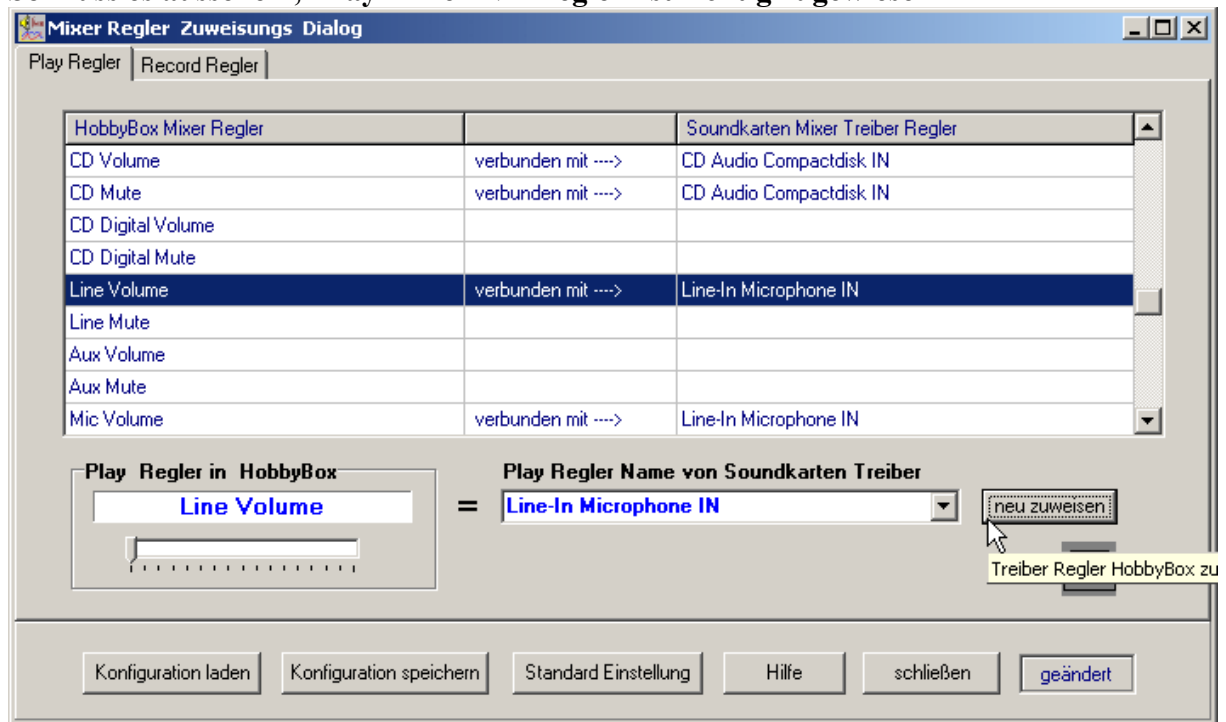 Mixer Regler Zuweisungs Dialog
Play Regler Record Regler
HobbyBox Mixer Regler Soundkarten Mixer Treiber Regler
CD Volume verbunden mit ----> CD Audio Compactdisk IN
CD Mute verbunden mit ----> CD Audio Compactdisk IN
CD Digital Volume
CD Digital Mute
Line Volume verbunden mit ----> Line-In Microphone IN
Line Mute
Aux Volume
Aux Mute
Mic Volume verbunden mit ----> Line-In Microphone IN
Play Regler in HobbyBox Play Regler Name von Soundkarten Treiber
Line Volume = Line-In Microphone IN neu zuweisen
Treiber Regler HobbyBox zu
Konfiguration laden Konfiguration speichern Standard Einstellung Hilfe schließen geändert